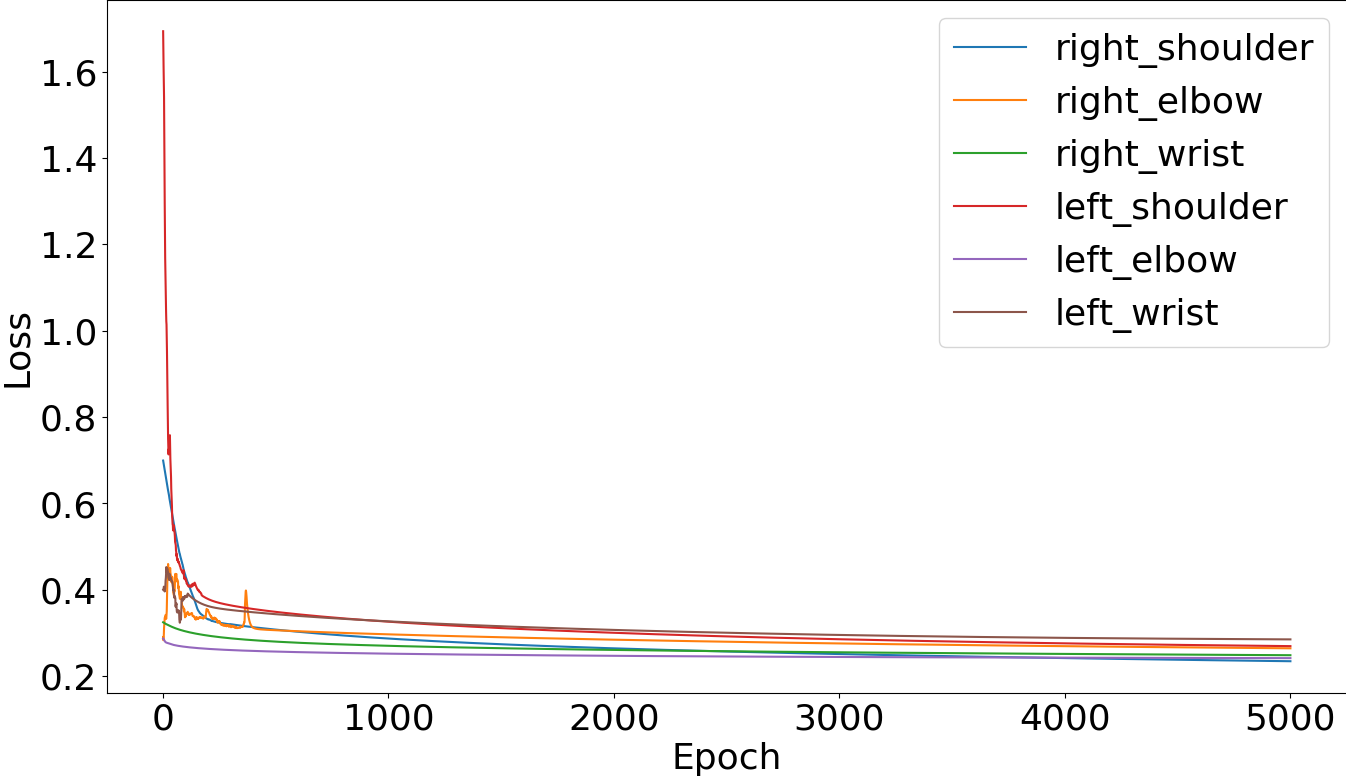 Loss
1.6
1.4
1.2
1.0
0.8
0.6
0.4
0.2
right_shoulder
right_elbow
right_wrist
left_shoulder
left_elbow
left_wrist
0 1000 2000 3000 4000 5000
Epoch